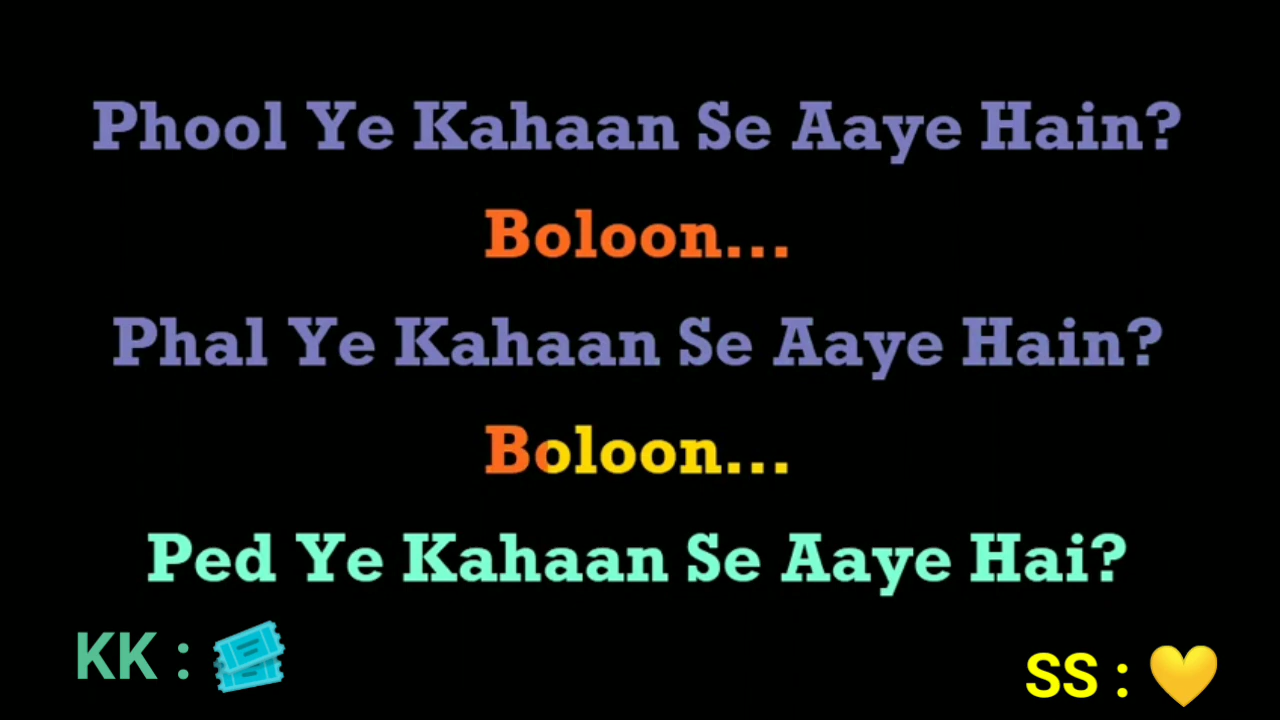 Phool Ye Kahaan Se Aaye Hain?
Boloon...
Phal Ye Kahaan Se Aaye Hain?
Boloon...
Ped Ye Kahaan Se Aaye Hai?
KK : 🎟️
SS : 💛